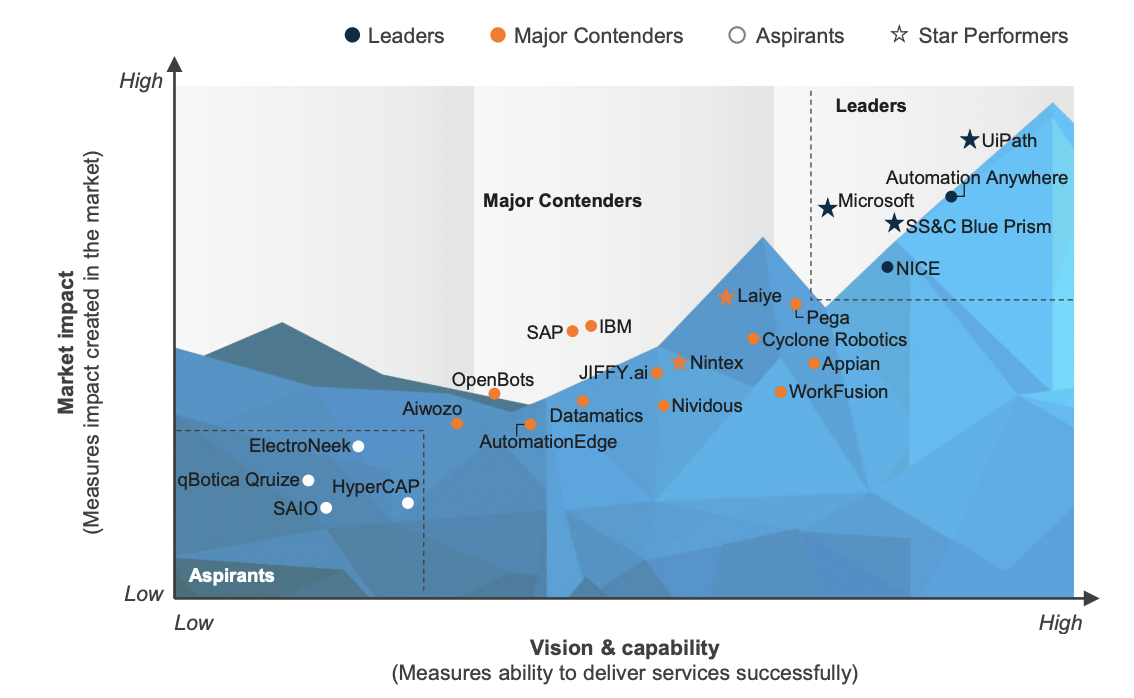 Leaders
Major Contenders
Aspirants
Star Performers
High
Leaders
UiPath
Automation Anywhere
Major Contenders
Microsoft
SS&C Blue Prism
NICE
Laiye
Pega
SAP
IBM
Cyclone Robotics
JIFFY.ai
Nintex
Appian
OpenBots
WorkFusion
Aiwozo
Datamatics
Nividous
AutomationEdge
ElectroNeek
qBotica Qruize
HyperCAP
SAIO
Aspirants
Market impact
(Measures impact created in the market)
Low
Low
High
Vision & capability
(Measures ability to deliver services successfully)